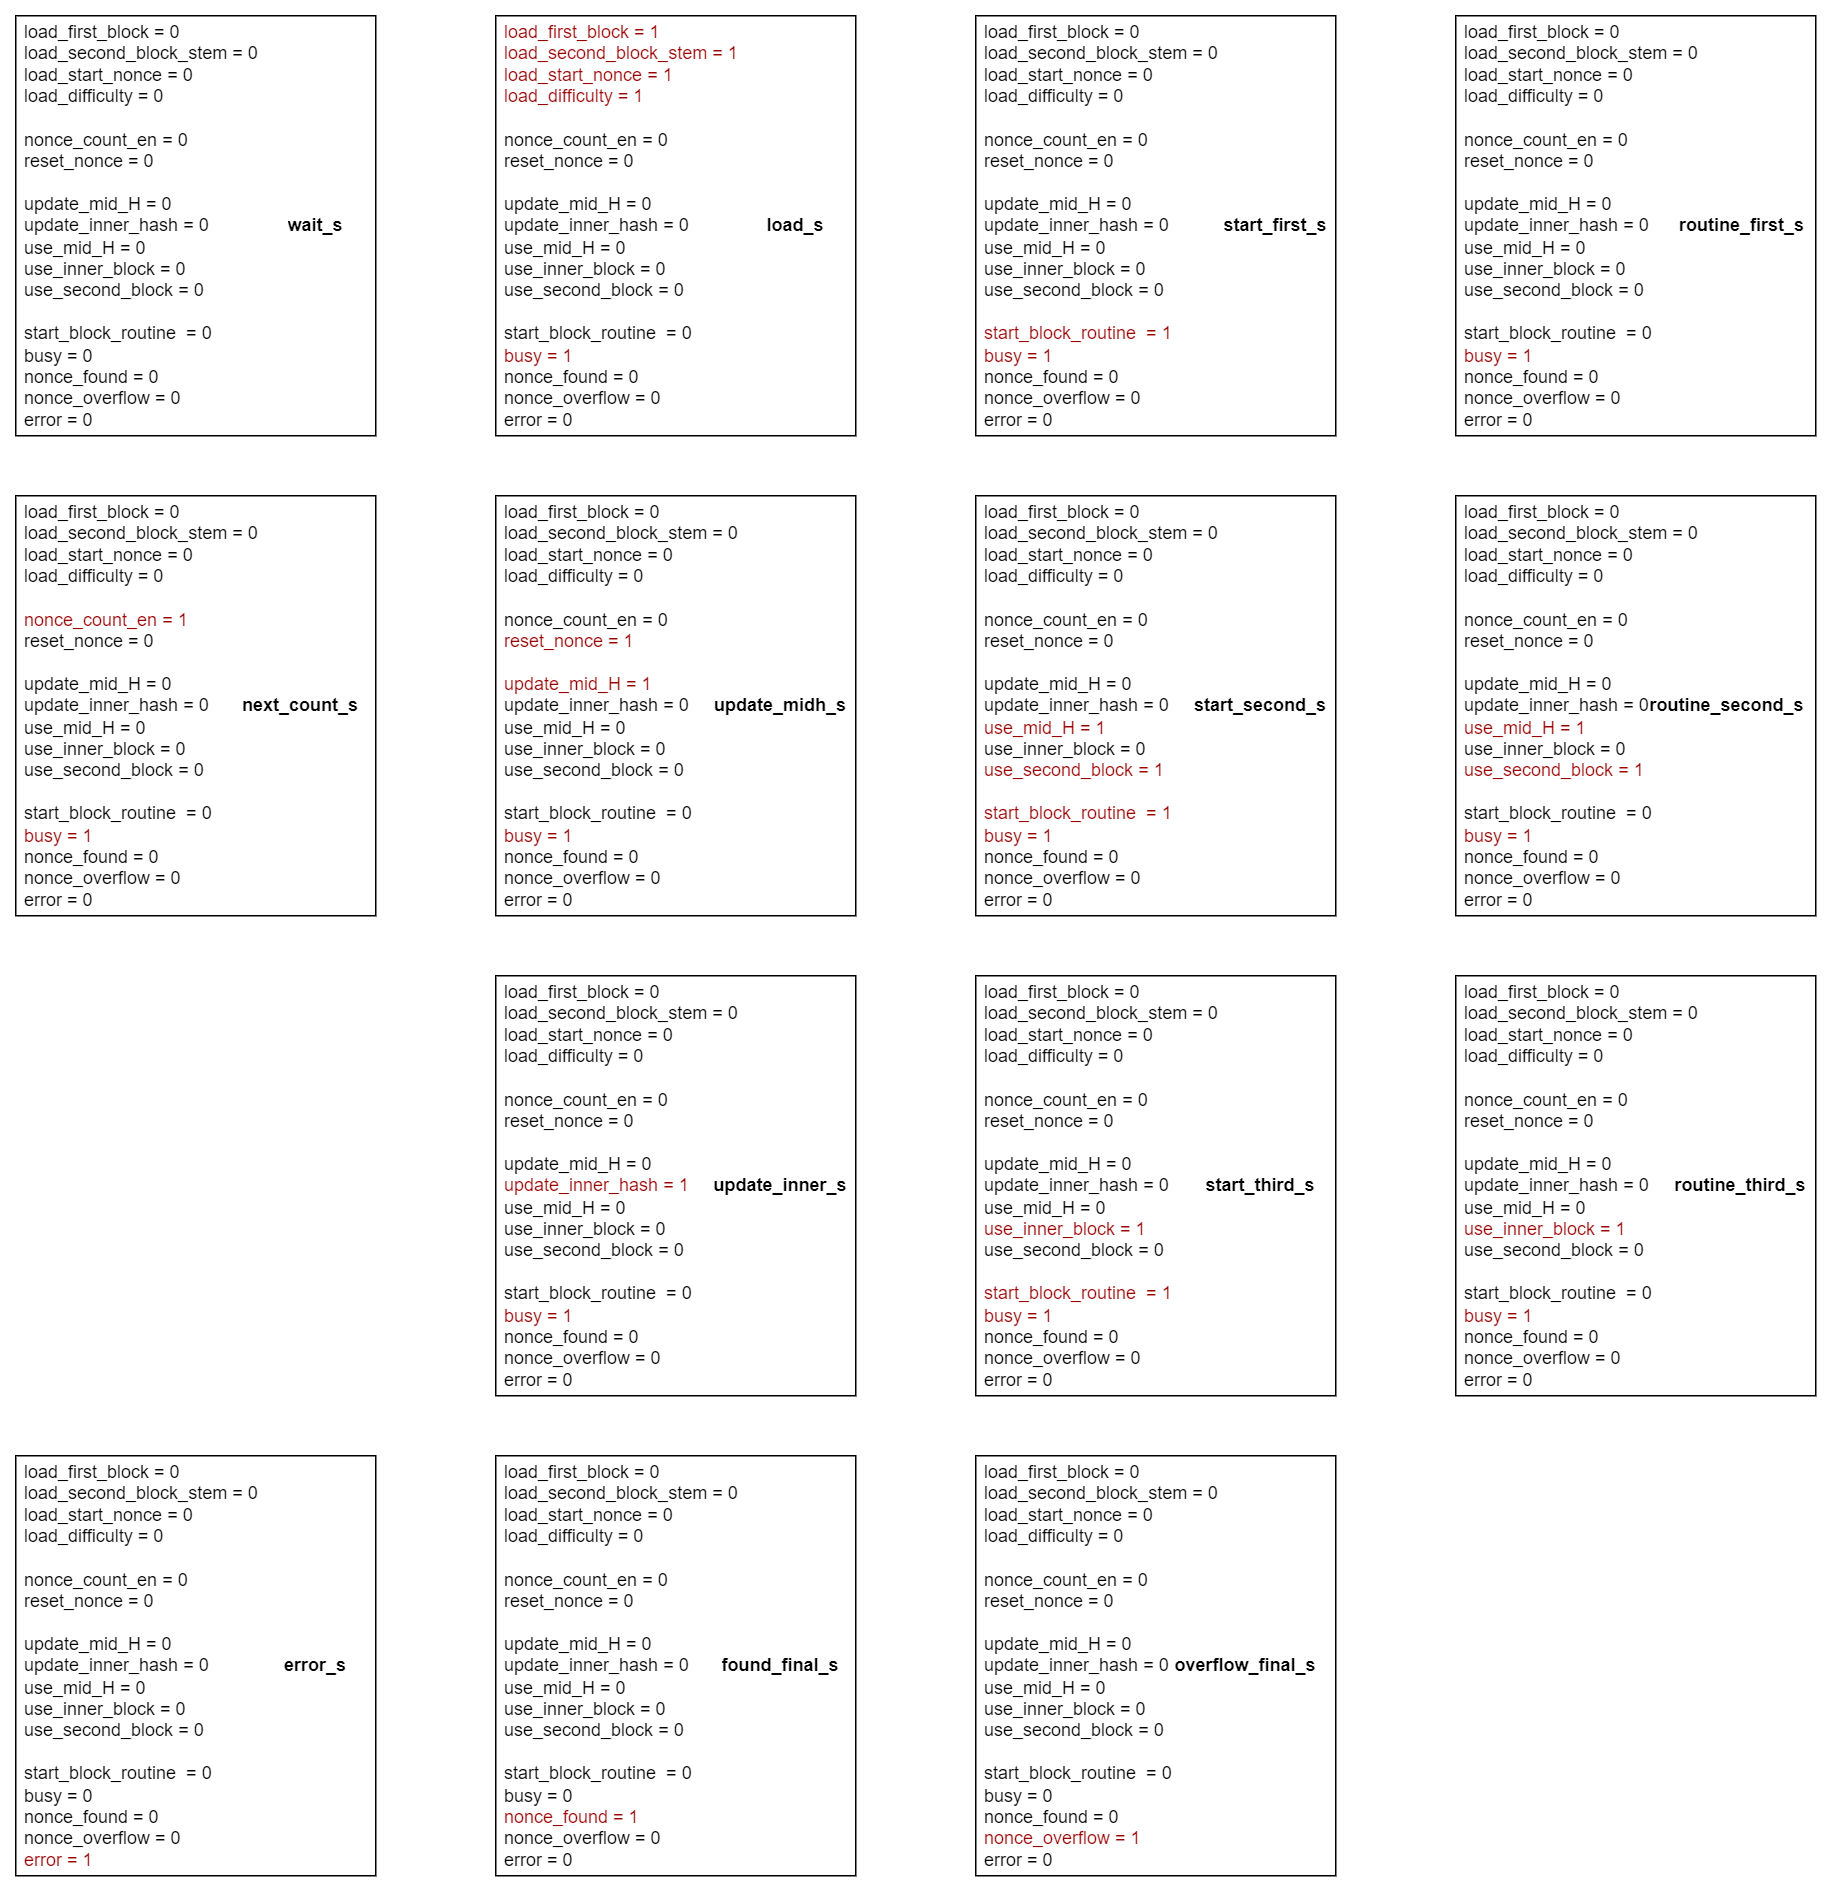 load_first_block = 0
load_second_block_stem = 0
load_start_nonce = 0
load_difficulty = 0
nonce_count_en = 0
reset_nonce = 0
update_mid_H = 0
update_inner_hash = 0 wait_s
use_mid_H = 0
use_inner_block = 0
use_second_block = 0
start_block_routine  = 0
busy = 0
nonce_found = 0
nonce_overflow = 0
error = 0
load_first_block = 1
load_second_block_stem = 1
load_start_nonce = 1
load_difficulty = 1
nonce_count_en = 0
reset_nonce = 0
update_mid_H = 0
update_inner_hash = 0 load_s
use_mid_H = 0
use_inner_block = 0
use_second_block = 0
start_block_routine  = 0
busy = 1
nonce_found = 0
nonce_overflow = 0
error = 0
load_first_block = 0
load_second_block_stem = 0
load_start_nonce = 0
load_difficulty = 0
nonce_count_en = 0
reset_nonce = 0
update_mid_H = 0
update_inner_hash = 0 start_first_s
use_mid_H = 0
use_inner_block = 0
use_second_block = 0
start_block_routine  = 1
busy = 1
nonce_found = 0
nonce_overflow = 0
error = 0
load_first_block = 0
load_second_block_stem = 0
load_start_nonce = 0
load_difficulty = 0
nonce_count_en = 0
reset_nonce = 0
update_mid_H = 0
update_inner_hash = 0 routine_first_s
use_mid_H = 0
use_inner_block = 0
use_second_block = 0
start_block_routine  = 0
busy = 1
nonce_found = 0
nonce_overflow = 0
error = 0
load_first_block = 0
load_second_block_stem = 0
load_start_nonce = 0
load_difficulty = 0
nonce_count_en = 1
reset_nonce = 0
update_mid_H = 0
update_inner_hash = 0 next_count_s
use_mid_H = 0
use_inner_block = 0
use_second_block = 0
start_block_routine  = 0
busy = 1
nonce_found = 0
nonce_overflow = 0
error = 0
load_first_block = 0
load_second_block_stem = 0
load_start_nonce = 0
load_difficulty = 0
nonce_count_en = 0
reset_nonce = 1
update_mid_H = 1
update_inner_hash = 0 update_midh_s
use_mid_H = 0
use_inner_block = 0
use_second_block = 0
start_block_routine  = 0
busy = 1
nonce_found = 0
nonce_overflow = 0
error = 0
load_first_block = 0
load_second_block_stem = 0
load_start_nonce = 0
load_difficulty = 0
nonce_count_en = 0
reset_nonce = 0
update_mid_H = 0
update_inner_hash = 0 start_second_s
use_mid_H = 1
use_inner_block = 0
use_second_block = 1
start_block_routine  = 1
busy = 1
nonce_found = 0
nonce_overflow = 0
error = 0
load_first_block = 0
load_second_block_stem = 0
load_start_nonce = 0
load_difficulty = 0
nonce_count_en = 0
reset_nonce = 0
update_mid_H = 0
update_inner_hash = 0 routine_second_s
use_mid_H = 1
use_inner_block = 0
use_second_block = 1
start_block_routine  = 0
busy = 1
nonce_found = 0
nonce_overflow = 0
error = 0
load_first_block = 0
load_second_block_stem = 0
load_start_nonce = 0
load_difficulty = 0
nonce_count_en = 0
reset_nonce = 0
update_mid_H = 0
update_inner_hash = 1 update_inner_s
use_mid_H = 0
use_inner_block = 0
use_second_block = 0
start_block_routine  = 0
busy = 1
nonce_found = 0
nonce_overflow = 0
error = 0
load_first_block = 0
load_second_block_stem = 0
load_start_nonce = 0
load_difficulty = 0
nonce_count_en = 0
reset_nonce = 0
update_mid_H = 0
update_inner_hash = 0 start_third_s
use_mid_H = 0
use_inner_block = 1
use_second_block = 0
start_block_routine  = 1
busy = 1
nonce_found = 0
nonce_overflow = 0
error = 0
load_first_block = 0
load_second_block_stem = 0
load_start_nonce = 0
load_difficulty = 0
nonce_count_en = 0
reset_nonce = 0
update_mid_H = 0
update_inner_hash = 0 routine_third_s
use_mid_H = 0
use_inner_block = 1
use_second_block = 0
start_block_routine  = 0
busy = 1
nonce_found = 0
nonce_overflow = 0
error = 0
load_first_block = 0
load_second_block_stem = 0
load_start_nonce = 0
load_difficulty = 0
nonce_count_en = 0
reset_nonce = 0
update_mid_H = 0
update_inner_hash = 0 error_s
use_mid_H = 0
use_inner_block = 0
use_second_block = 0
start_block_routine  = 0
busy = 0
nonce_found = 0
nonce_overflow = 0
error = 1
load_first_block = 0
load_second_block_stem = 0
load_start_nonce = 0
load_difficulty = 0
nonce_count_en = 0
reset_nonce = 0
update_mid_H = 0
update_inner_hash = 0 found_final_s
use_mid_H = 0
use_inner_block = 0
use_second_block = 0
start_block_routine  = 0
busy = 0
nonce_found = 1
nonce_overflow = 0
error = 0
load_first_block = 0
load_second_block_stem = 0
load_start_nonce = 0
load_difficulty = 0
nonce_count_en = 0
reset_nonce = 0
update_mid_H = 0
update_inner_hash = 0 overflow_final_s
use_mid_H = 0
use_inner_block = 0
use_second_block = 0
start_block_routine  = 0
busy = 0
nonce_found = 0
nonce_overflow = 1
error = 0